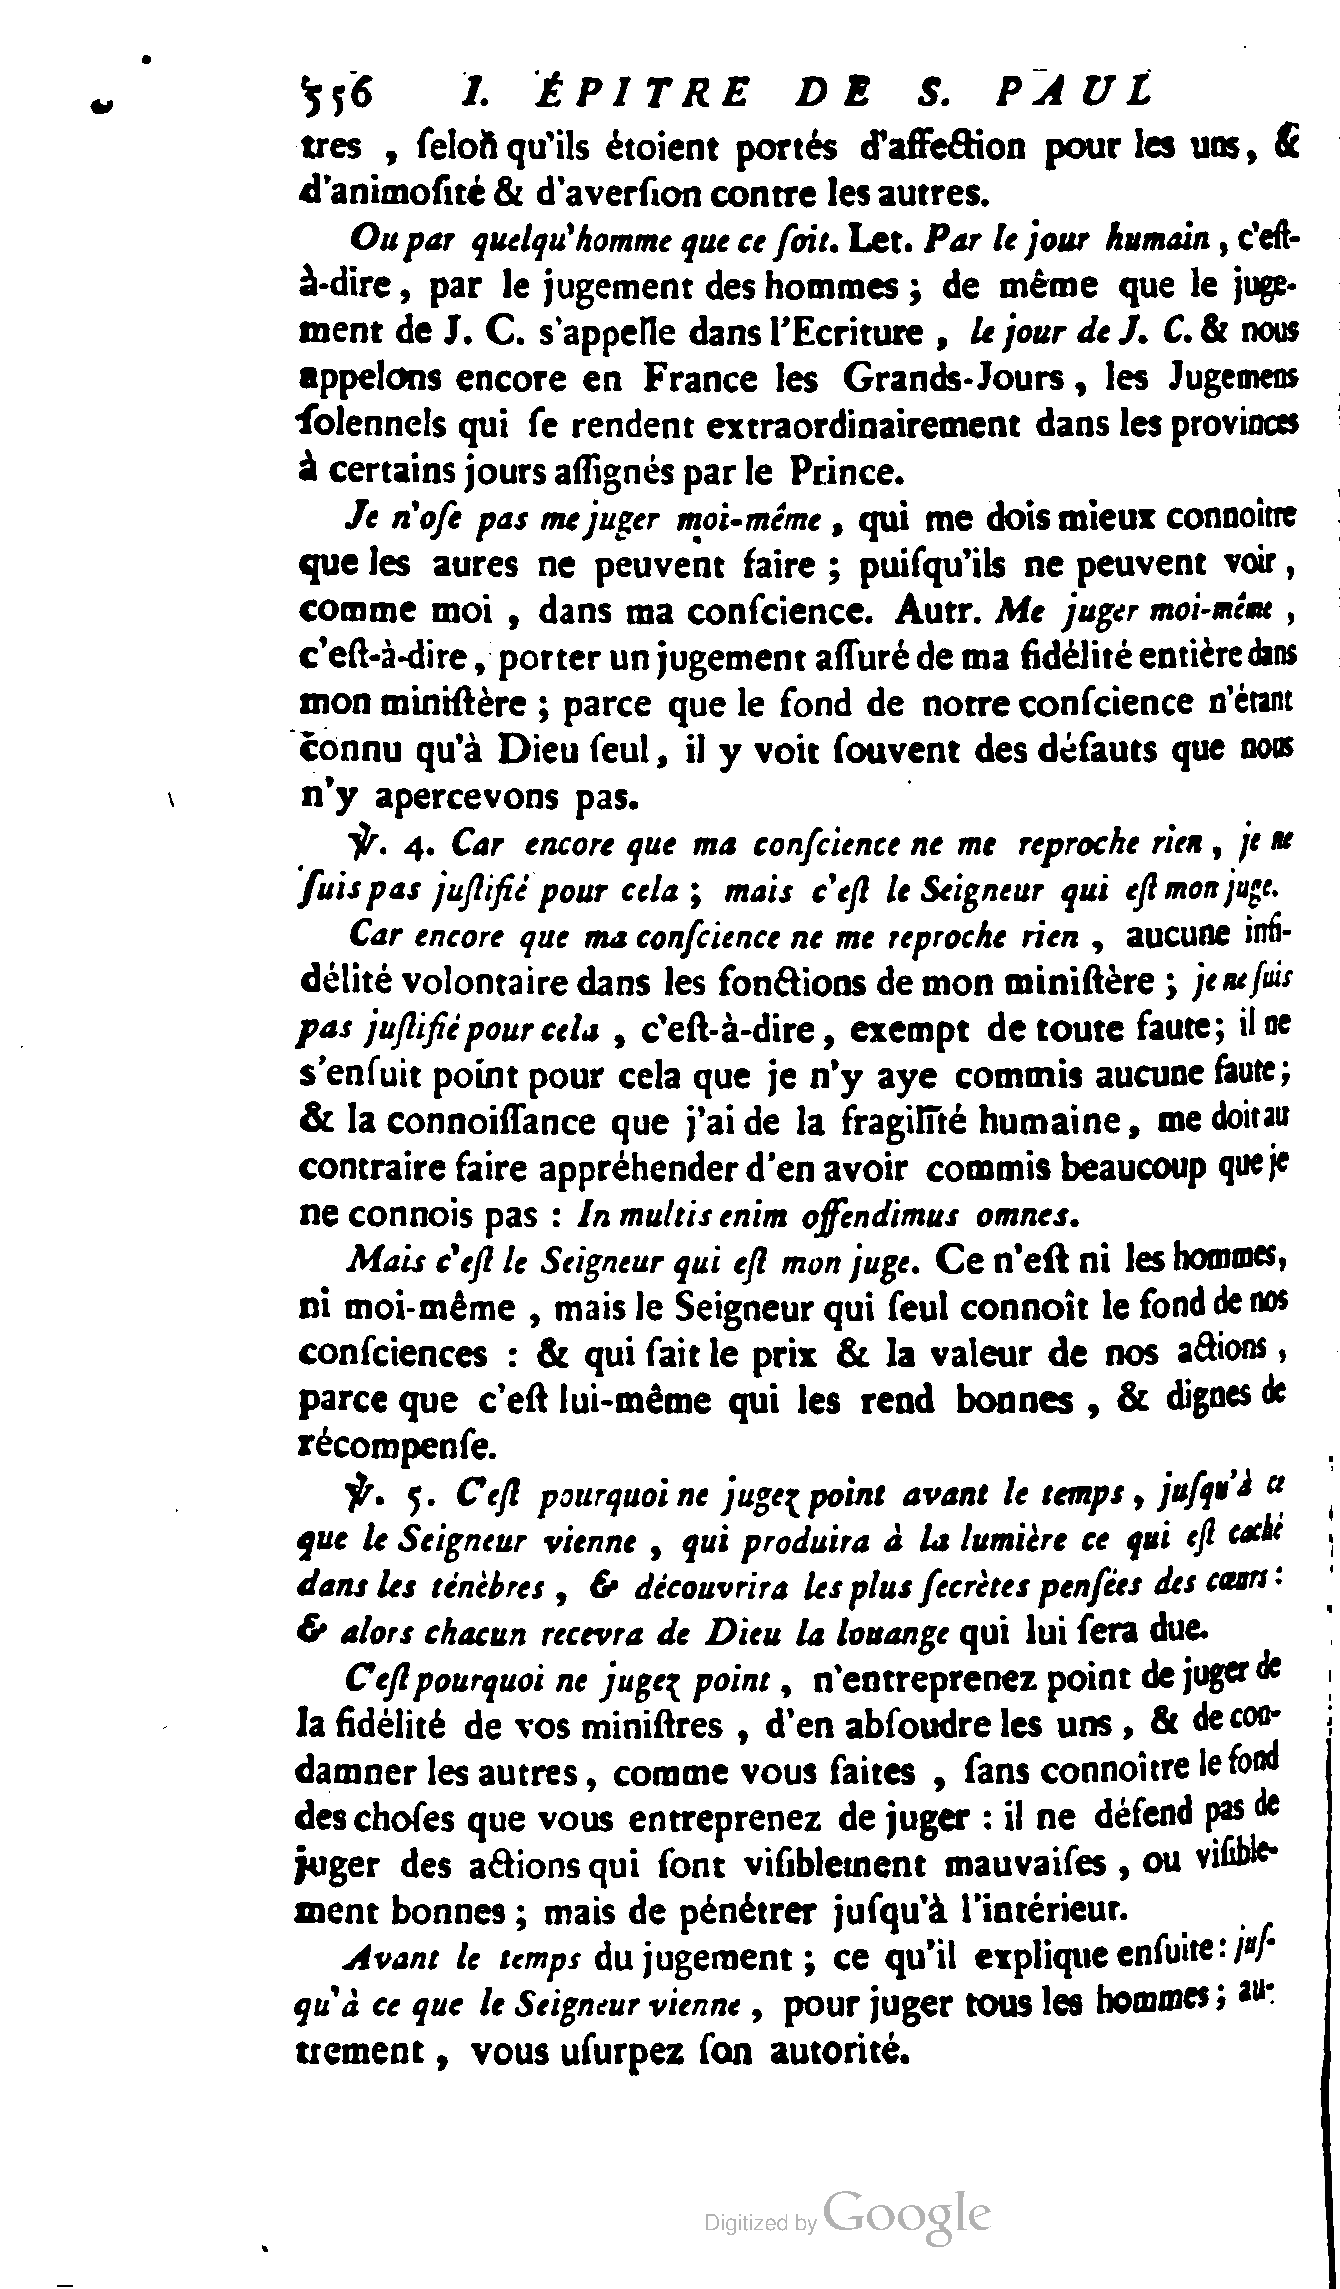 556 I. ÉPITRE DE S. PAUL
tres , ſelon qu'ils étoient portés d'affection pour les uns, &
d'animoſité & d'averſion contre les autres.
Ou par quelqu'homme que ce ſoit. Let. Par le jour humain , c'eſt-
à-dire , par le jugement des hommes ; de même que le juge-
ment de J. C. s'appelle dans l'Ecriture , le jour de J. C. & nous
appelons encore en France les Grands-Jours , les Jugemens
ſolennels qui ſe rendent extraordinairement dans les provinces
à certains jours aſſignés par le Prince.
Je n'oſe pas me juger moi-même , qui me dois mieux connoître
que les aures ne peuvent faire ; puiſqu'ils ne peuvent voir ,
comme moi , dans ma conſcience. Autr. Me juger moi-même ,
c'eſt-à-dire , porter un jugement aſſuré de ma fidélité entière dans
mon miniſtère ; parce que le fond de notre conſcience n'étant
connu qu'à Dieu ſeul, il y voit ſouvent des défauts que nous
n'y apercevons pas.
℣. 4. Car encore que ma conſcience ne me reproche rien , je ne
ſuis pas juſtifié pour cela ; mais c'eſt le Seigneur qui eſt mon juge.
Car encore que ma conſcience ne me reproche rien , aucune infi-
délité volontaire dans les fonctions de mon miniſtère ; je ne ſuis
pas juſtifié pour cela , c'eſt-à-dire , exempt de toute faute; il ne
s'enſuit point pour cela que je n'y aye commis aucune faute ;
& la connoiſſance que j'ai de la fragilité humaine, me doit au
contraire faire appréhender d'en avoir commis beaucoup que je
ne connois pas : In multis enim offendimus omnes.
Mais c'eſt le Seigneur qui eſt mon juge. Ce n'eſt ni les hommes,
ni moi-même , mais le Seigneur qui ſeul connoît le fond de nos
conſciences : & qui fait le prix & la valeur de nos actions ,
parce que c'eſt lui-même qui les rend bonnes , & dignes de
récompenſe.
℣. 5. C'eſt pourquoi ne jugez point avant le temps , juſqu'à ce
que le Seigneur vienne , qui produira à la lumière ce qui eſt caché
dans les ténèbres , & découvrira les plus ſecrètes penſées des cœurs :
& alors chacun recevra de Dieu la louange qui lui ſera due.
C'eſt pourquoi ne jugez point , n'entreprenez point de juger de
la fidélité de vos miniſtres , d'en abſoudre les uns , & de con-
damner les autres, comme vous faites , ſans connoître le fond
des choſes que vous entreprenez de juger : il ne défend pas de
juger des actions qui ſont viſiblement mauvaiſes , ou viſible-
ment bonnes ; mais de pénétrer juſqu'à l'intérieur.
Avant le temps du jugement ; ce qu'il explique enſuite : juſ-
qu'à ce que le Seigneur vienne , pour juger tous les hommes ; au-
trement , vous uſurpez ſon autorité.
Digitized by Google